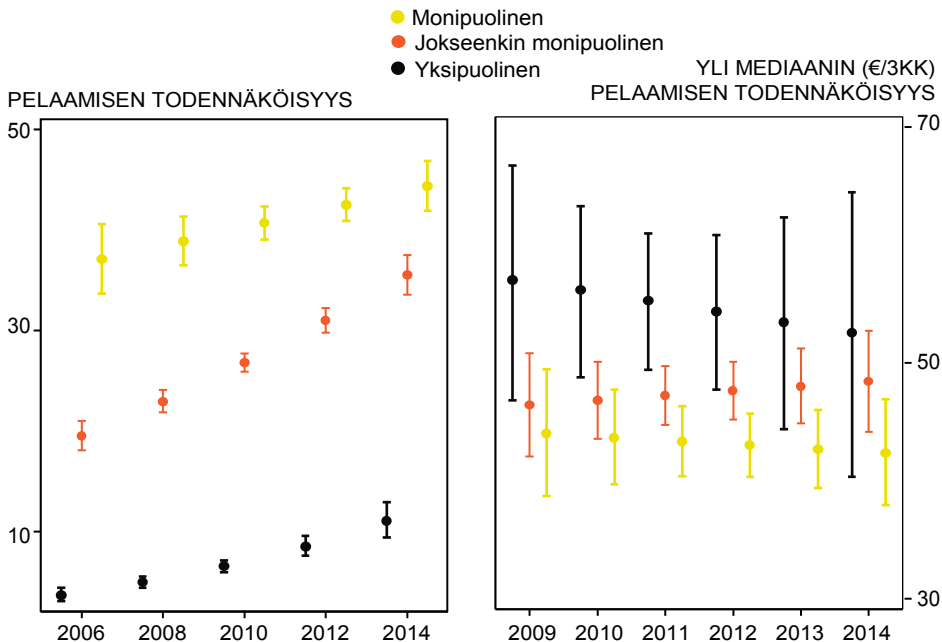 Monipuolinen
Jokseenkin monipuolinen
Yksipuolinen
PELAAMISEN TODENNÄKÖISYYS
50
30
10
2006 2008 2010 2012 2014
YLI MEDIAANIN (€/3KK)
PELAAMISEN TODENNÄKÖISYYS
70
50
30
2009 2010 2011 2012 2013 2014